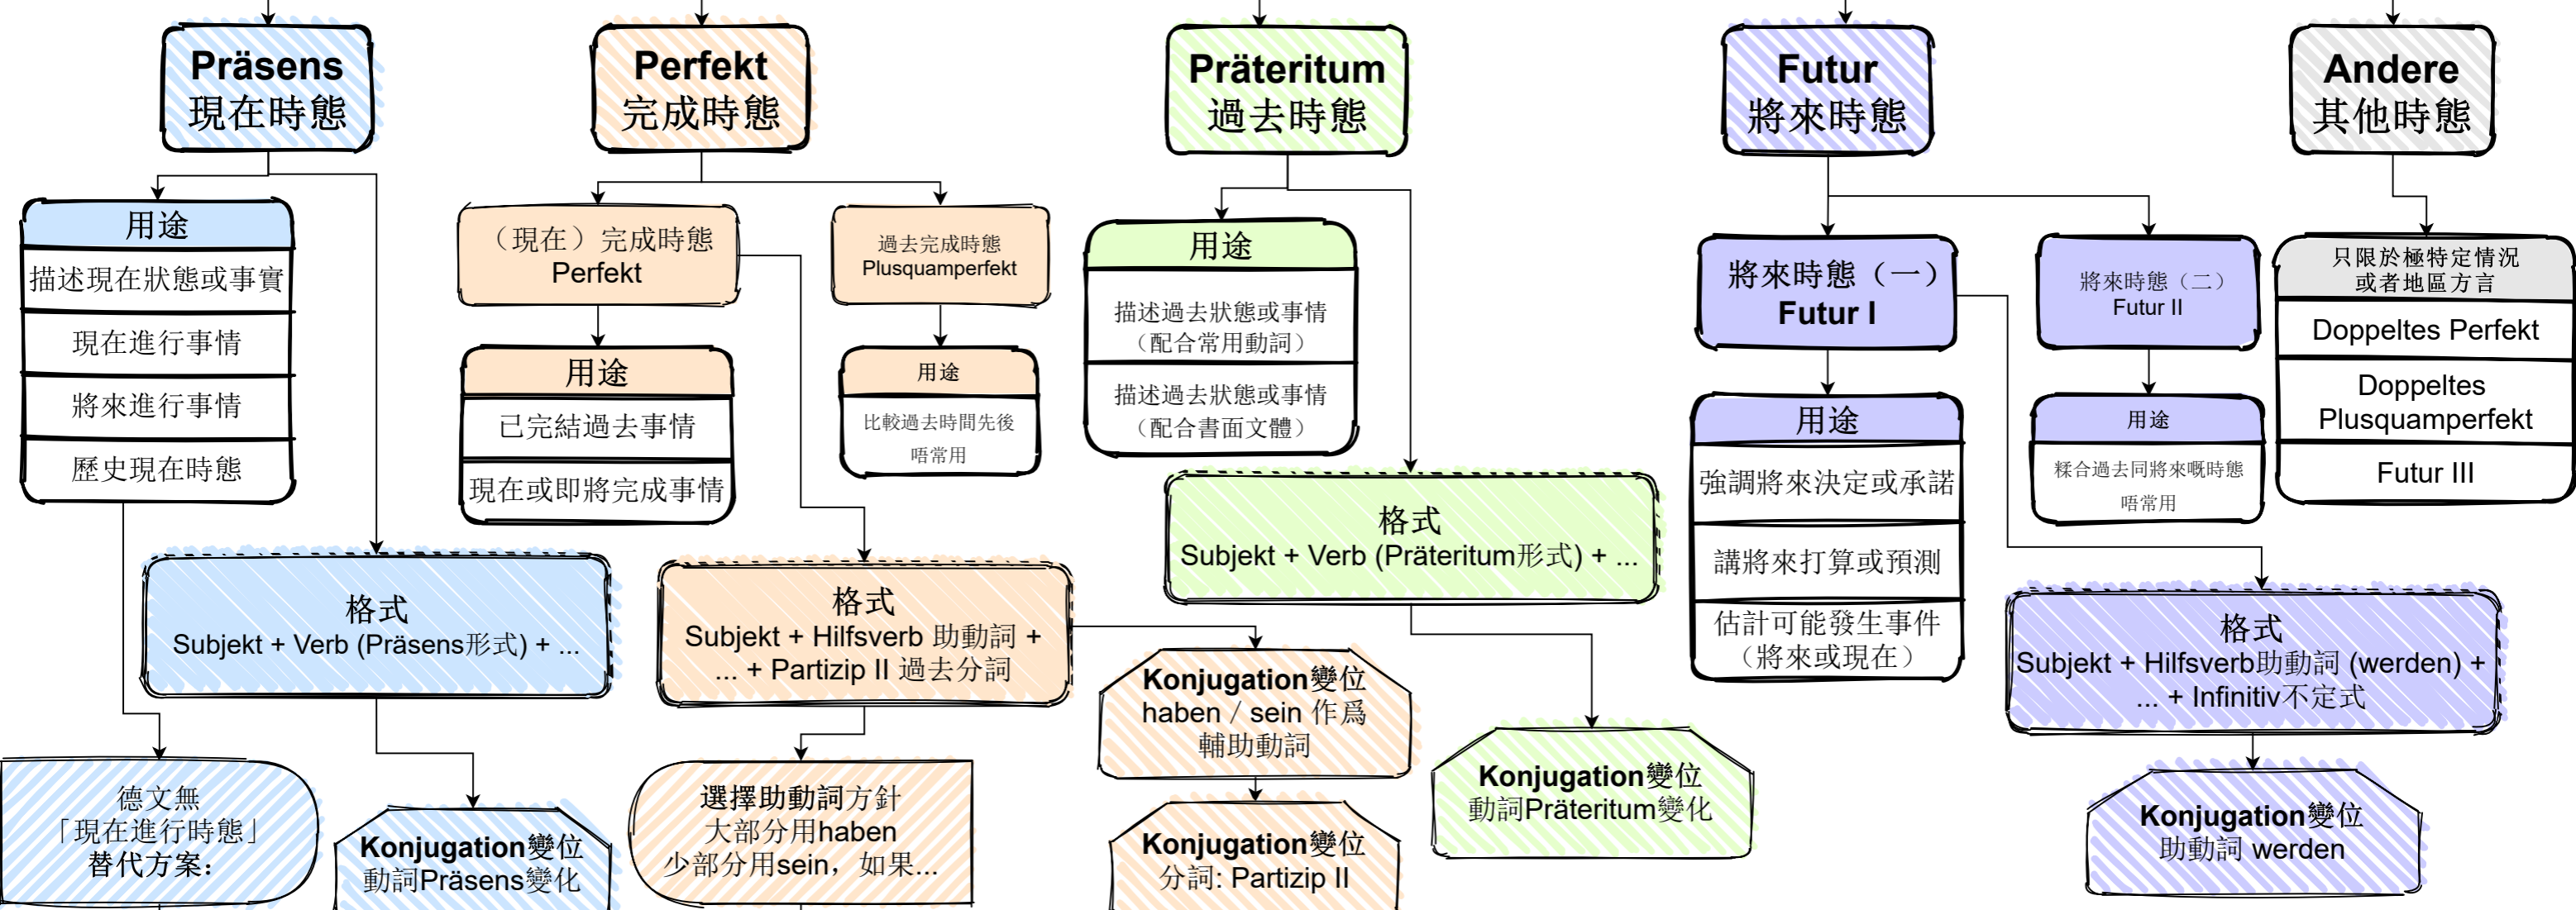 Präsens
現在時態
Perfekt
完成時態
Präteritum
過去時態
Futur
將來時態
Andere
其他時態
用途
描述現在狀態或事實
現在進行事情
將來進行事情
歷史現在時態
格式
Subjekt + Verb (Präsens形式) + ...
德文無
「現在進行時態」
替代方案：
Konjugation變位
動詞Präsens變化
（現在）完成時態
Perfekt
過去完成時態
Plusquamperfekt
用途
已完結過去事情
現在或即將完成事情
用途
比較過去時間先後
唔常用
格式
Subjekt + Hilfsverb 助動詞 +
... + Partizip II 過去分詞
選擇助動詞方針
大部分用haben
少部分用sein，如果...
Konjugation變位
haben / sein 作爲
輔助動詞
Konjugation變位
分詞: Partizip II
用途
描述過去狀態或事情
（配合常用動詞）
描述過去狀態或事情
（配合書面文體）
格式
Subjekt + Verb (Präteritum形式) + ...
Konjugation變位
動詞Präteritum變化
將來時態（一）
Futur I
將來時態（二）
Futur II
用途
強調將來決定或承諾
講將來打算或預測
估計可能發生事件
（將來或現在）
用途
糅合過去同將來嘅時態
唔常用
格式
Subjekt + Hilfsverb助動詞 (werden) +
... + Infinitiv不定式
Konjugation變位
助動詞 werden
只限於極特定情況
或者地區方言
Doppeltes Perfekt
Doppeltes
Plusquamperfekt
Futur III